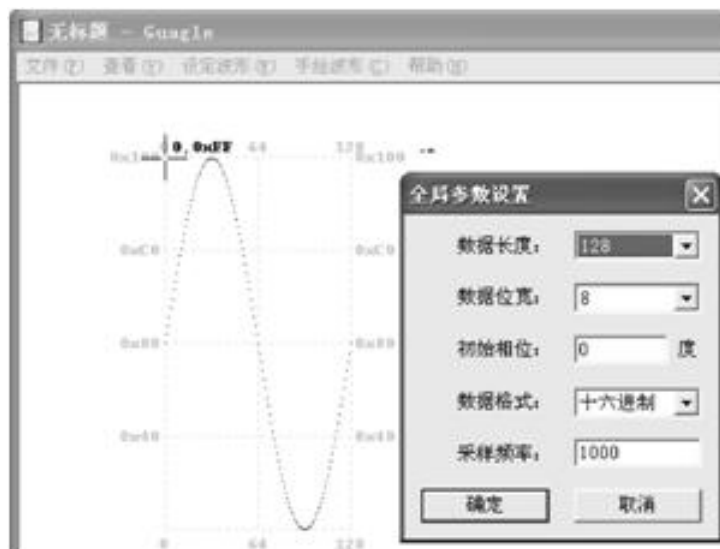 无标题 - Guagle
文件(F) 查看(V) 设定波形(W) 手绘波形(C) 帮助(H)
0, 0xFF 64 128
0x100 0x100
0xC0 0xC0
0x80 0x80
0x40 0x40
0 64 128
全局参数设置
数据长度: 128
数据位宽: 8
初始相位: 0 度
数据格式: 十六进制
采样频率: 1000
确定 取消